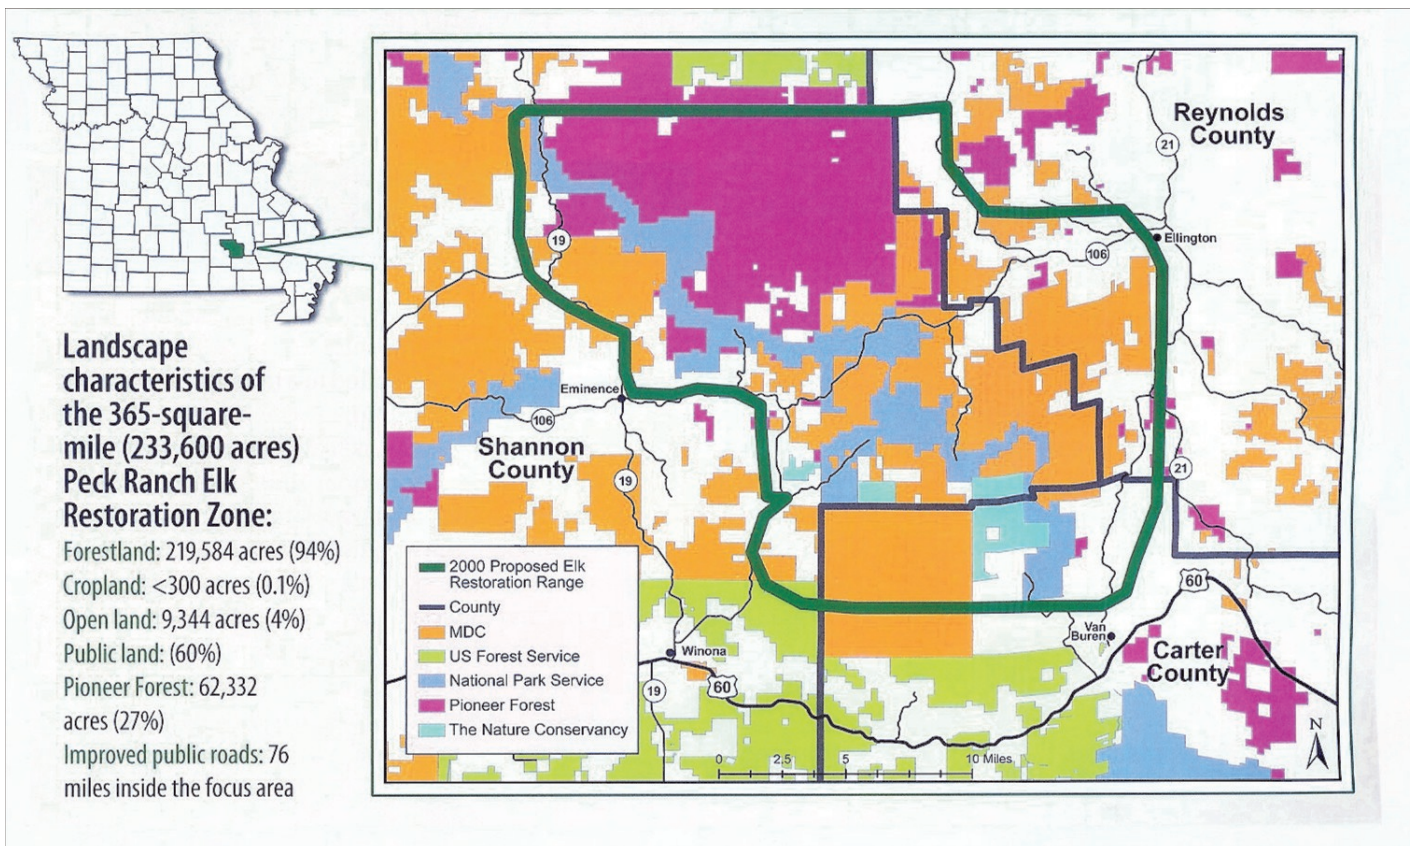 Landscape
characteristics of
the 365-square-
mile (233,600 acres)
Peck Ranch Elk
Restoration Zone:
Forestland: 219,584 acres (94%)
Cropland: <300 acres (0.1%)
Open land: 9,344 acres (4%)
Public land: (60%)
Pioneer Forest: 62,332
acres (27%)
Improved public roads: 76
miles inside the focus area
Reynolds
County
21
19
106
Ellington
Eminence
106
Shannon
County
19
21
2000 Proposed Elk
Restoration Range
County
MDC
US Forest Service
National Park Service
Pioneer Forest
The Nature Conservancy
60
Van
Buren
Carter
County
Winona
19
60
0 2.5 5 10 Miles
N